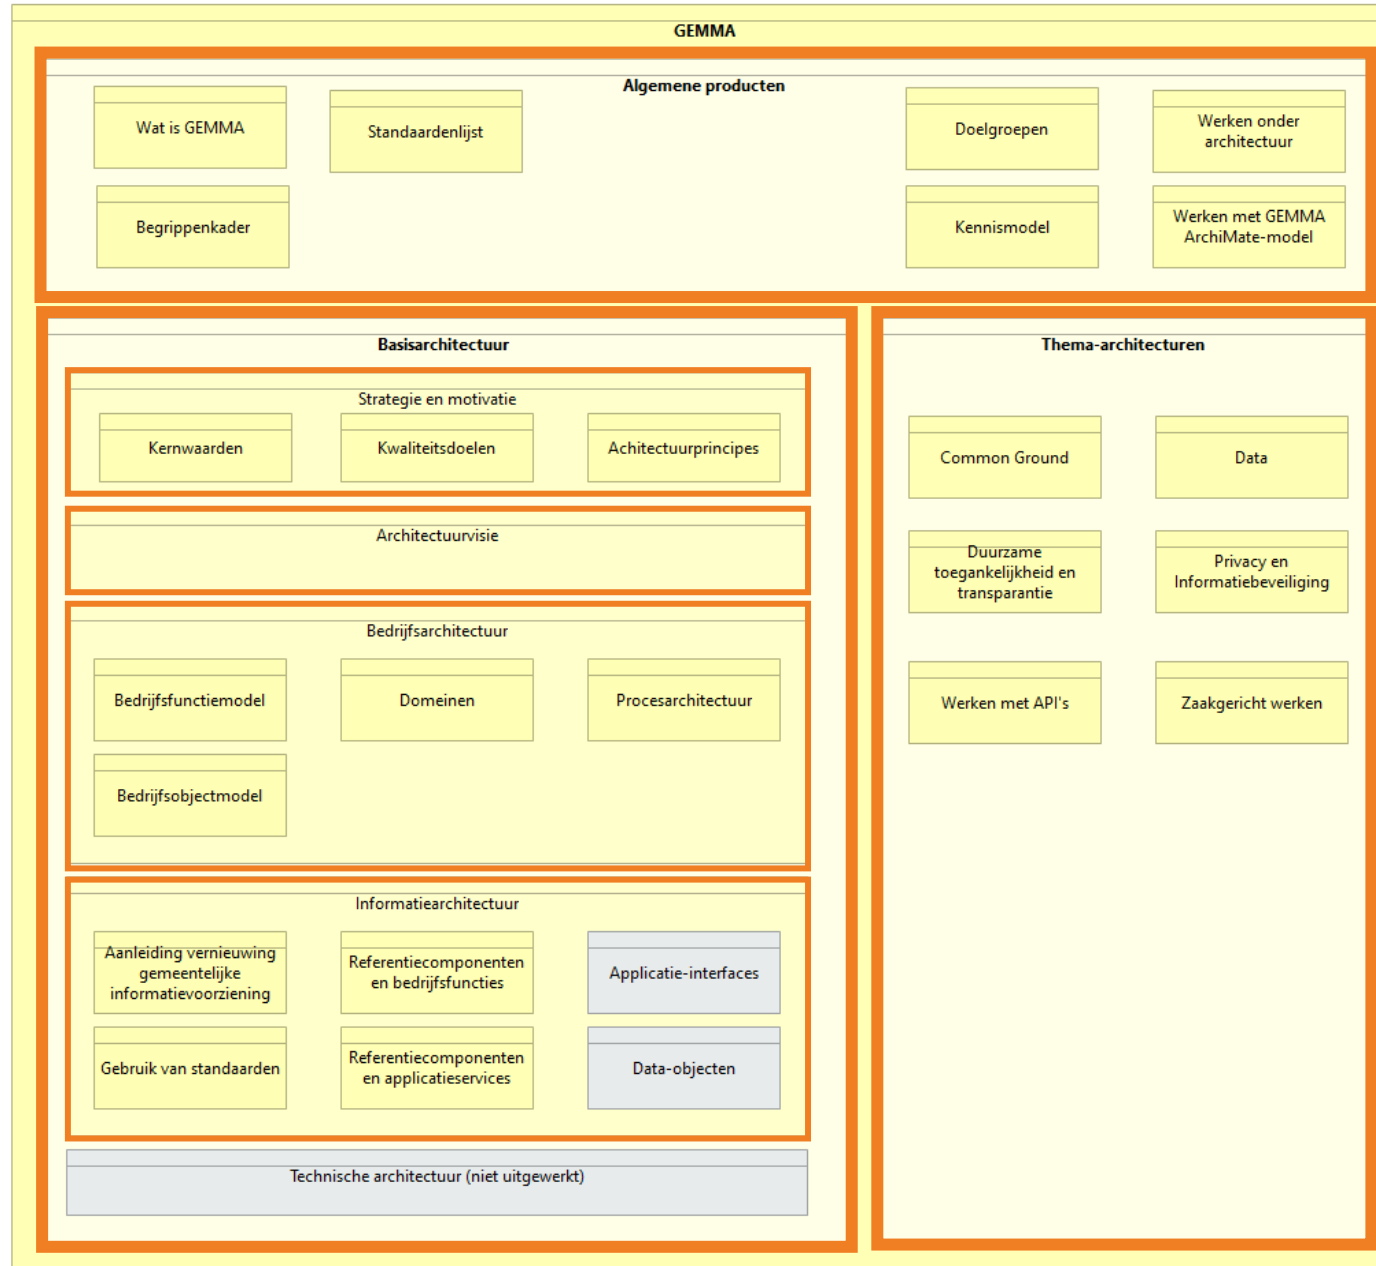 GEMMA
Algemene producten
Wat is GEMMA
Standaardenlijst
Doelgroepen
Werken onder
architectuur
Begrippenkader
Kennismodel
Werken met GEMMA
ArchiMate-model
Basisarchitectuur
Strategie en motivatie
Kernwaarden
Kwaliteitsdoelen
Achitectuurprincipes
Architectuurvisie
Bedrijfsarchitectuur
Bedrijfsfunctiemodel
Domeinen
Procesarchitectuur
Bedrijfsobjectmodel
Informatiearchitectuur
Aanleiding vernieuwing
gemeentelijke
informatievoorziening
Referentiecomponenten
en bedrijfsfuncties
Applicatie-interfaces
Gebruik van standaarden
Referentiecomponenten
en applicatieservices
Data-objecten
Technische architectuur (niet uitgewerkt)
Thema-architecturen
Common Ground
Data
Duurzame
toegankelijkheid en
transparantie
Privacy en
Informatiebeveiliging
Werken met API's
Zaakgericht werken